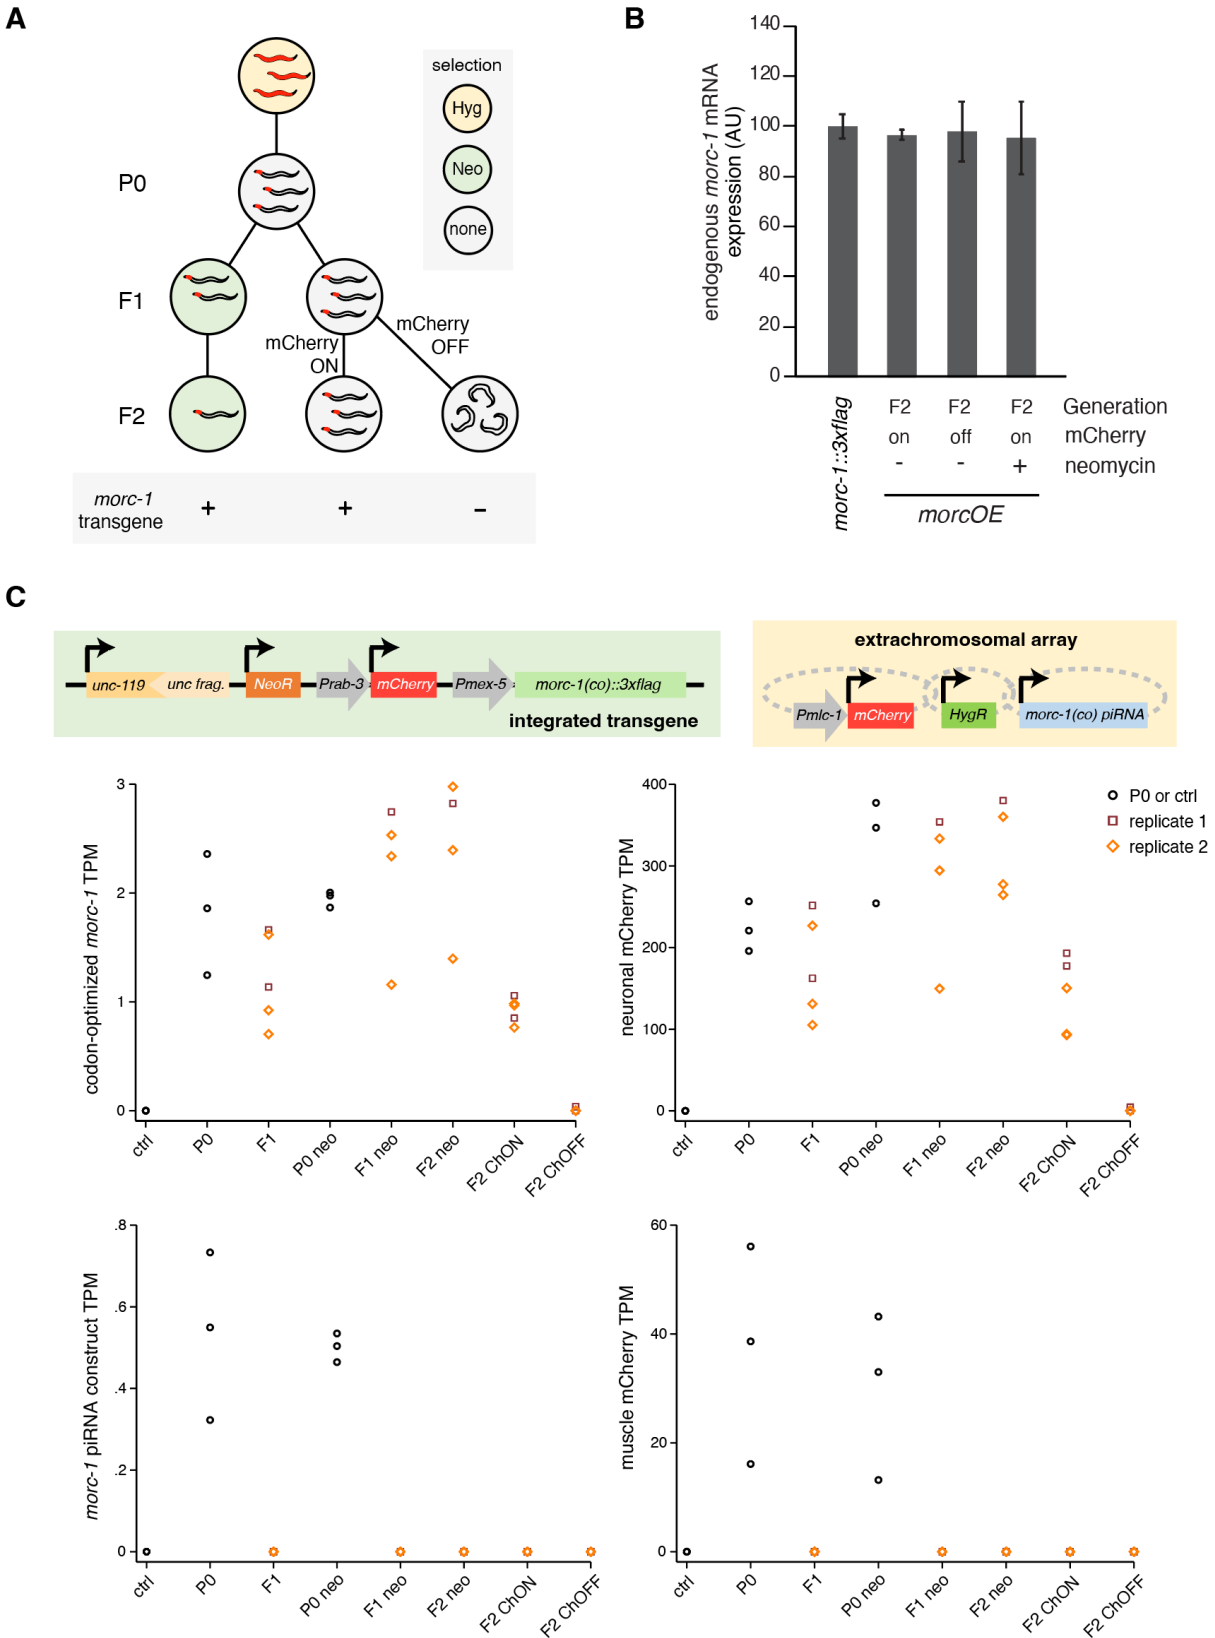 A
selection
Hyg
Neo
none
P0
F1
F2
mCherry
ON
mCherry
OFF
morc-1
transgene
+
+
–
B
endogenous morc-1 mRNA
expression (AU)
140
120
100
80
60
40
20
0
morc-1::3xflag
F2
F2
F2
Generation
on
off
on
mCherry
-
-
+
neomycin
morcOE
C
unc-119
unc frag.
NeoR
Prab-3
mCherry
Pmex-5
morc-1(co)::3xflag
integrated transgene
extrachromosomal array
Pmlc-1
mCherry
HygR
morc-1(co) piRNA
codon-optimized morc-1 TPM
3
2
1
0
ctrl
P0
F1
P0 neo
F1 neo
F2 neo
F2 ChON
F2 ChOFF
neuronal mCherry TPM
400
300
200
100
0
ctrl
P0
F1
P0 neo
F1 neo
F2 neo
F2 ChON
F2 ChOFF
P0 or ctrl
replicate 1
replicate 2
morc-1 piRNA construct TPM
.8
.6
.4
.2
0
ctrl
P0
F1
P0 neo
F1 neo
F2 neo
F2 ChON
F2 ChOFF
muscle mCherry TPM
60
40
20
0
ctrl
P0
F1
P0 neo
F1 neo
F2 neo
F2 ChON
F2 ChOFF